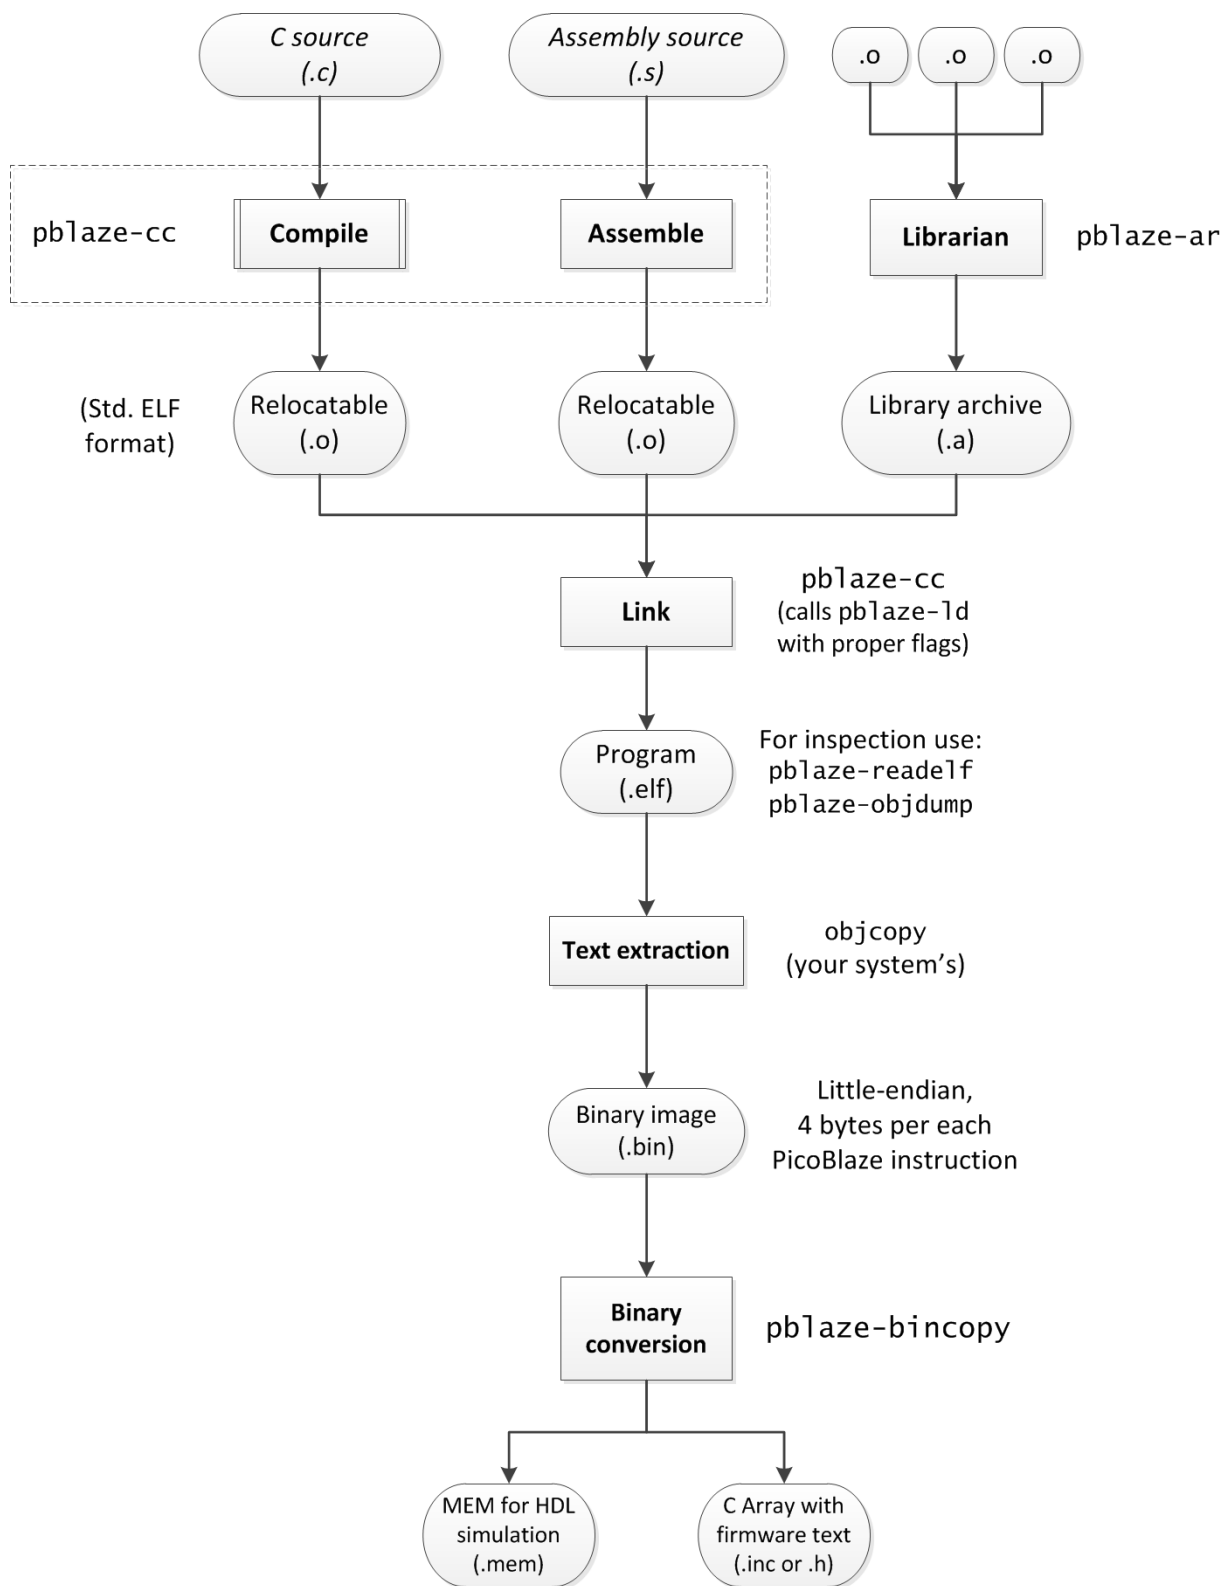 C source
(.c)
Assembly source
(.s)
.o
.o
.o
pblaze-cc
Compile
Assemble
Librarian
pblaze-ar
(Std. ELF
format)
Relocatable
(.o)
Relocatable
(.o)
Library archive
(.a)
Link
pblaze-cc
(calls pblaze-ld
with proper flags)
Program
(.elf)
For inspection use:
pblaze-readelf
pblaze-objdump
Text extraction
objcopy
(your system's)
Binary image
(.bin)
Little-endian,
4 bytes per each
PicoBlaze instruction
Binary
conversion
pblaze-bincopy
MEM for HDL
simulation
(.mem)
C Array with
firmware text
(.inc or .h)